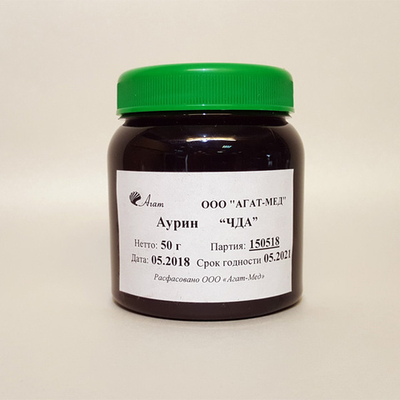 Агат ООО "АГАТ-МЕД"
Аурин “ЧДА”
Нетто: 50 г Партия: 150518
Дата: 05.2018 Срок годности 05.2021
Расфасовано ООО «Агат-Мед»